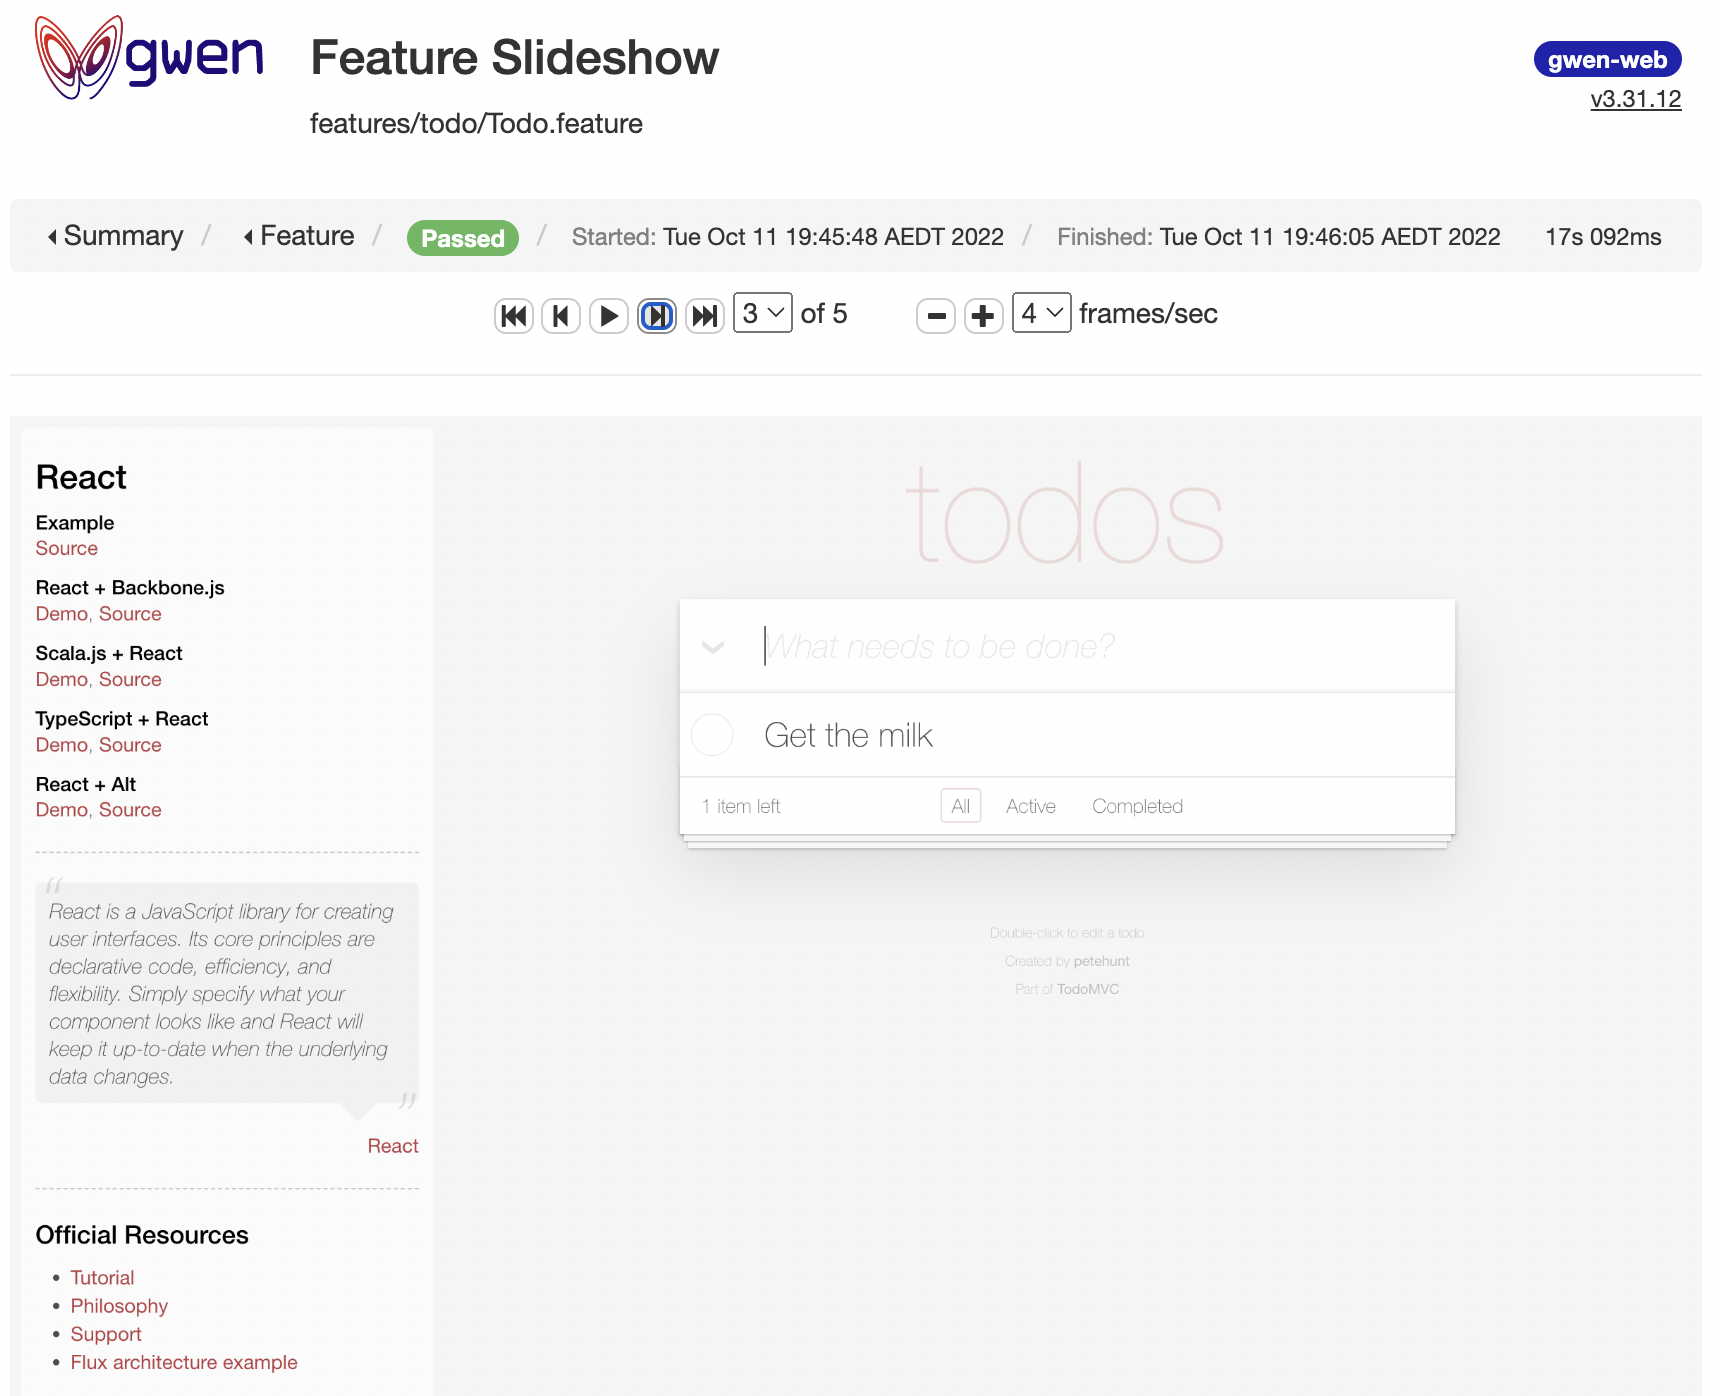 gwen
Feature Slideshow
gwen-web
v3.31.12
features/todo/Todo.feature
Summary / Feature / Passed / Started: Tue Oct 11 19:45:48 AEDT 2022 / Finished: Tue Oct 11 19:46:05 AEDT 2022 17s 092ms
3 of 5 4 frames/sec
React
Example
Source
React + Backbone.js
Demo, Source
Scala.js + React
Demo, Source
TypeScript + React
Demo, Source
React + Alt
Demo, Source
“
React is a JavaScript library for creating
user interfaces. Its core principles are
declarative code, efficiency, and
flexibility. Simply specify what your
component looks like and React will
keep it up-to-date when the underlying
data changes.
”
React
Official Resources
• Tutorial
• Philosophy
• Support
• Flux architecture example
todos
What needs to be done?
Get the milk
1 item left All Active Completed
Double-click to edit a todo
Created by petehunt
Part of TodoMVC